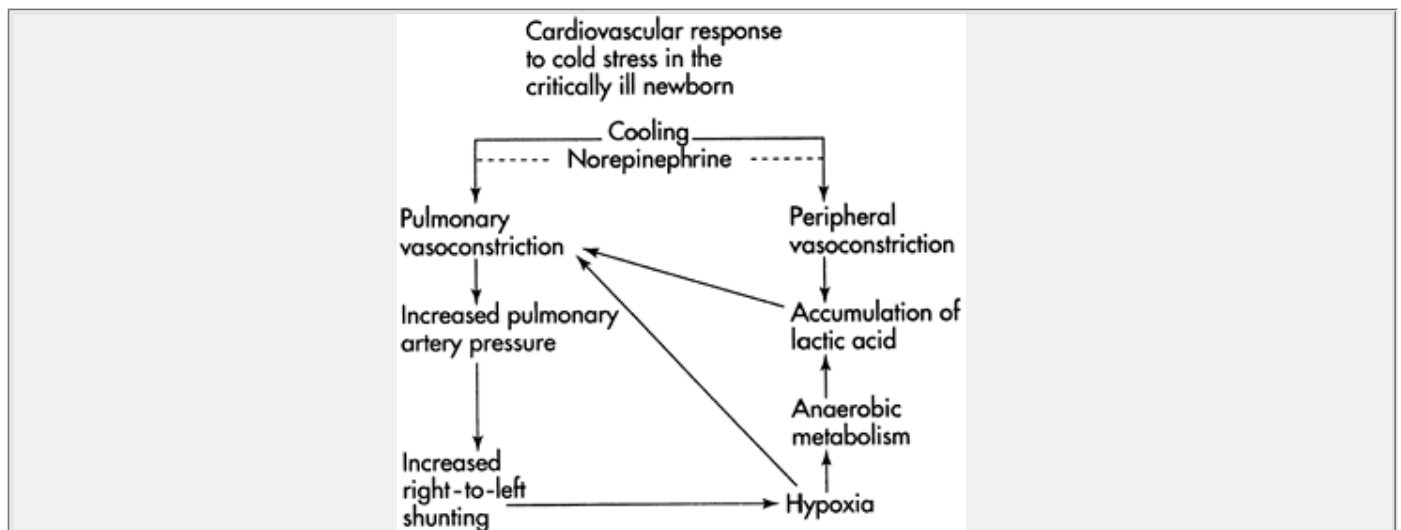 Cardiovascular response
to cold stress in the
critically ill newborn
Cooling
Norepinephrine
Pulmonary
vasoconstriction
Peripheral
vasoconstriction
Increased pulmonary
artery pressure
Accumulation of
lactic acid
Anaerobic
metabolism
Increased
right-to-left
shunting
Hypoxia